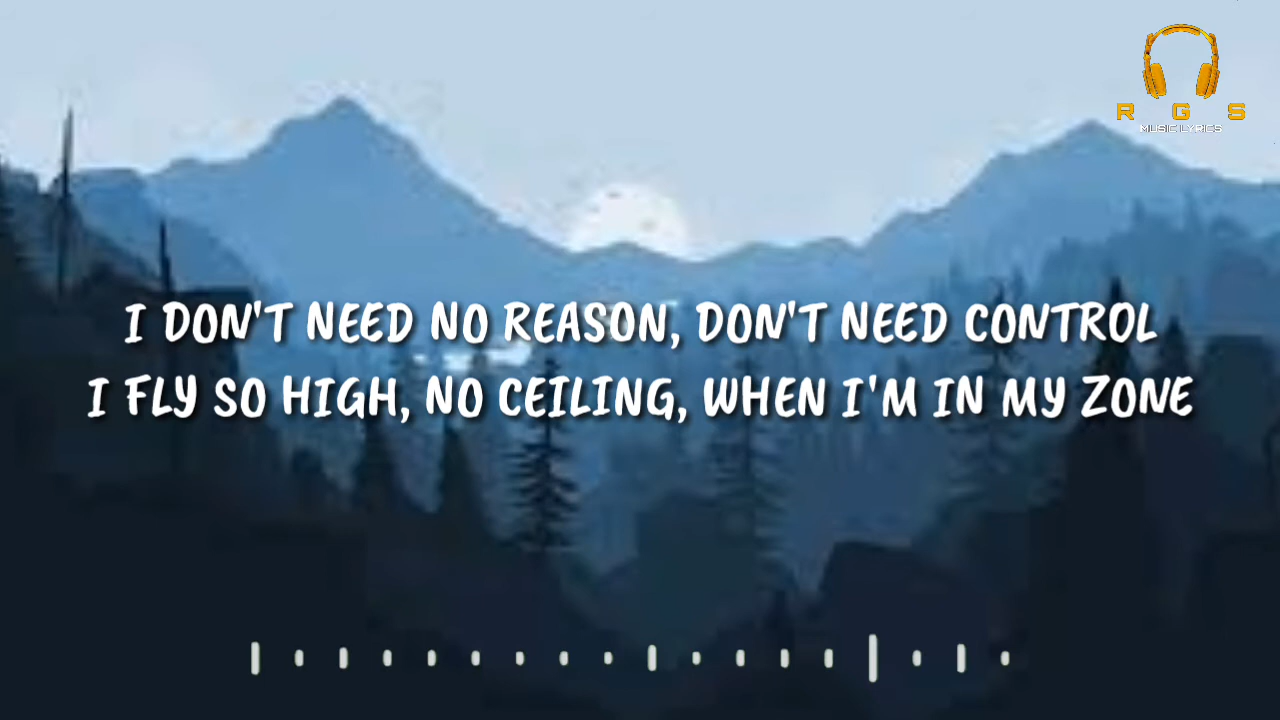 R G S
MUSIC LYRICS
I DON'T NEED NO REASON, DON'T NEED CONTROL
I FLY SO HIGH, NO CEILING, WHEN I'M IN MY ZONE